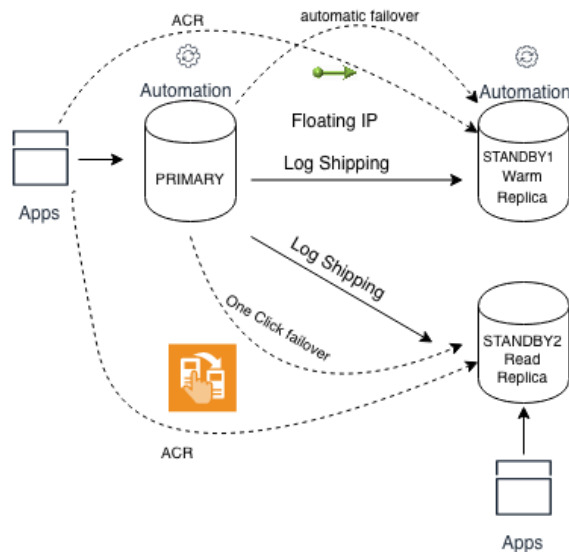 ACR
automatic failover
Automation
Automation
Floating IP
PRIMARY
Log Shipping
STANDBY1
Warm
Replica
Apps
Log Shipping
One Click failover
STANDBY2
Read
Replica
ACR
Apps